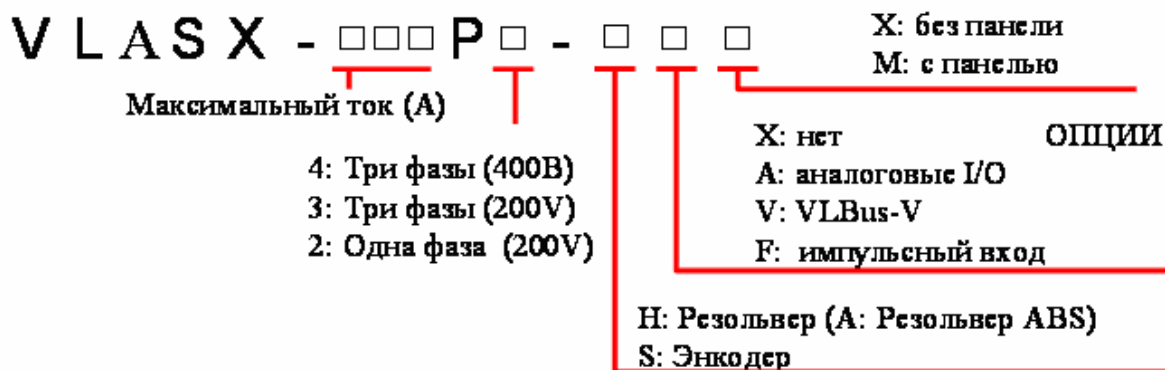 VLASX - □□□P□ - □□□
Максимальный ток (А)
4: Три фазы (400В)
3: Три фазы (200V)
2: Одна фаза (200V)
X: без панели
M: с панелью
X: нет ОПЦИИ
A: аналоговые I/O
V: VLBus-V
F: импульсный вход
H: Резольвер (A: Резольвер ABS)
S: Энкодер